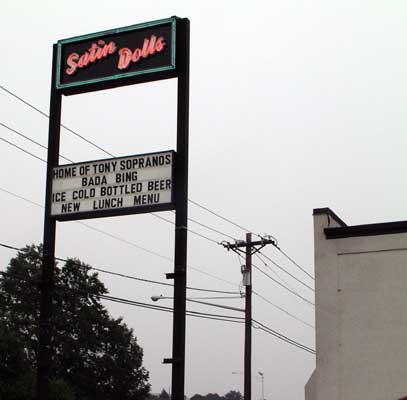 Satin Dolls
HOME OF TONY SOPRANOS
BADA BING
ICE COLD BOTTLED BEER
NEW LUNCH MENU